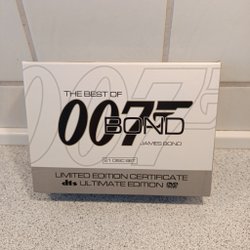 THE BEST OF
007
BOND
JAMES BOND
21 DISC SET
LIMITED EDITION CERTIFICATE
dts ULTIMATE EDITION DVD